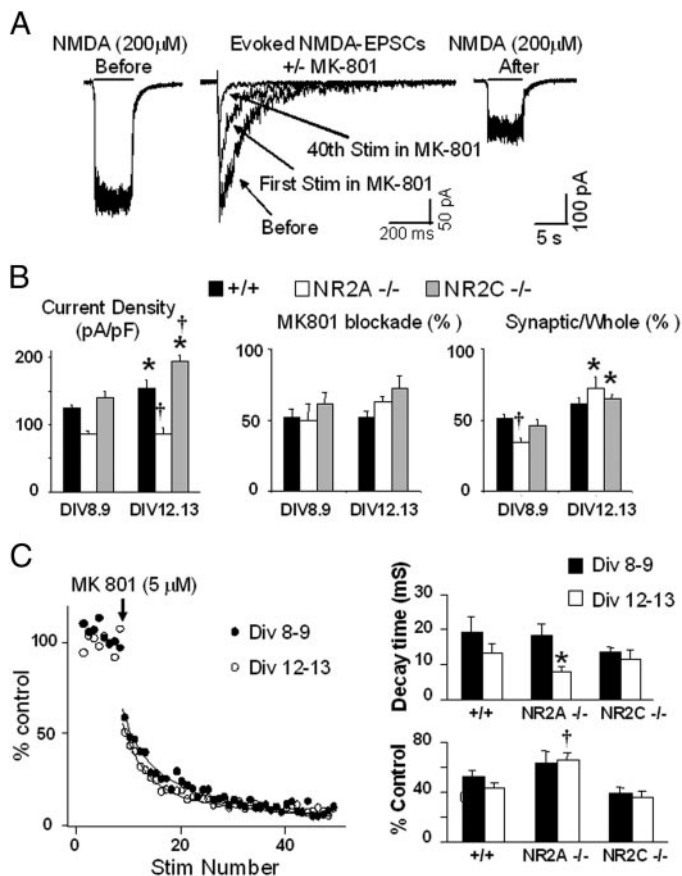 A
NMDA (200μM)
Before
Evoked NMDA-EPSCs
+/- MK-801
NMDA (200μM)
After
40th Stim in MK-801
First Stim in MK-801
Before
50 pA
200 ms
100 pA
5 s
B
+/+ NR2A -/- NR2C -/-
Current Density
(pA/pF)
MK801 blockade (%)
Synaptic/Whole (%)
200
100
0
* † † *
DIV8.9 DIV12.13
100
50
0
DIV8.9 DIV12.13
100
50
0
† * *
DIV8.9 DIV12.13
C
MK 801 (5 μM)
Div 8-9
Div 12-13
% control
100
50
0
0 20 40
Stim Number
Div 8-9
Div 12-13
Decay time (mS)
30
20
10
0
*
+/+ NR2A -/- NR2C -/-
% Control
80
40
0
†
+/+ NR2A -/- NR2C -/-